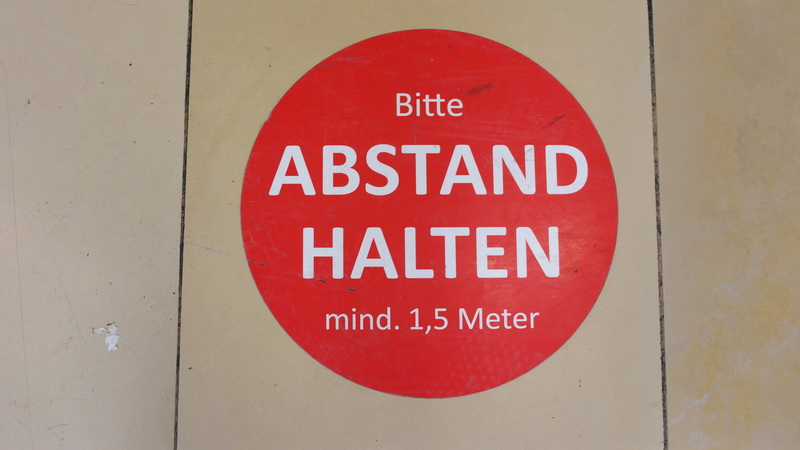 Bitte
ABSTAND
HALTEN
mind. 1,5 Meter